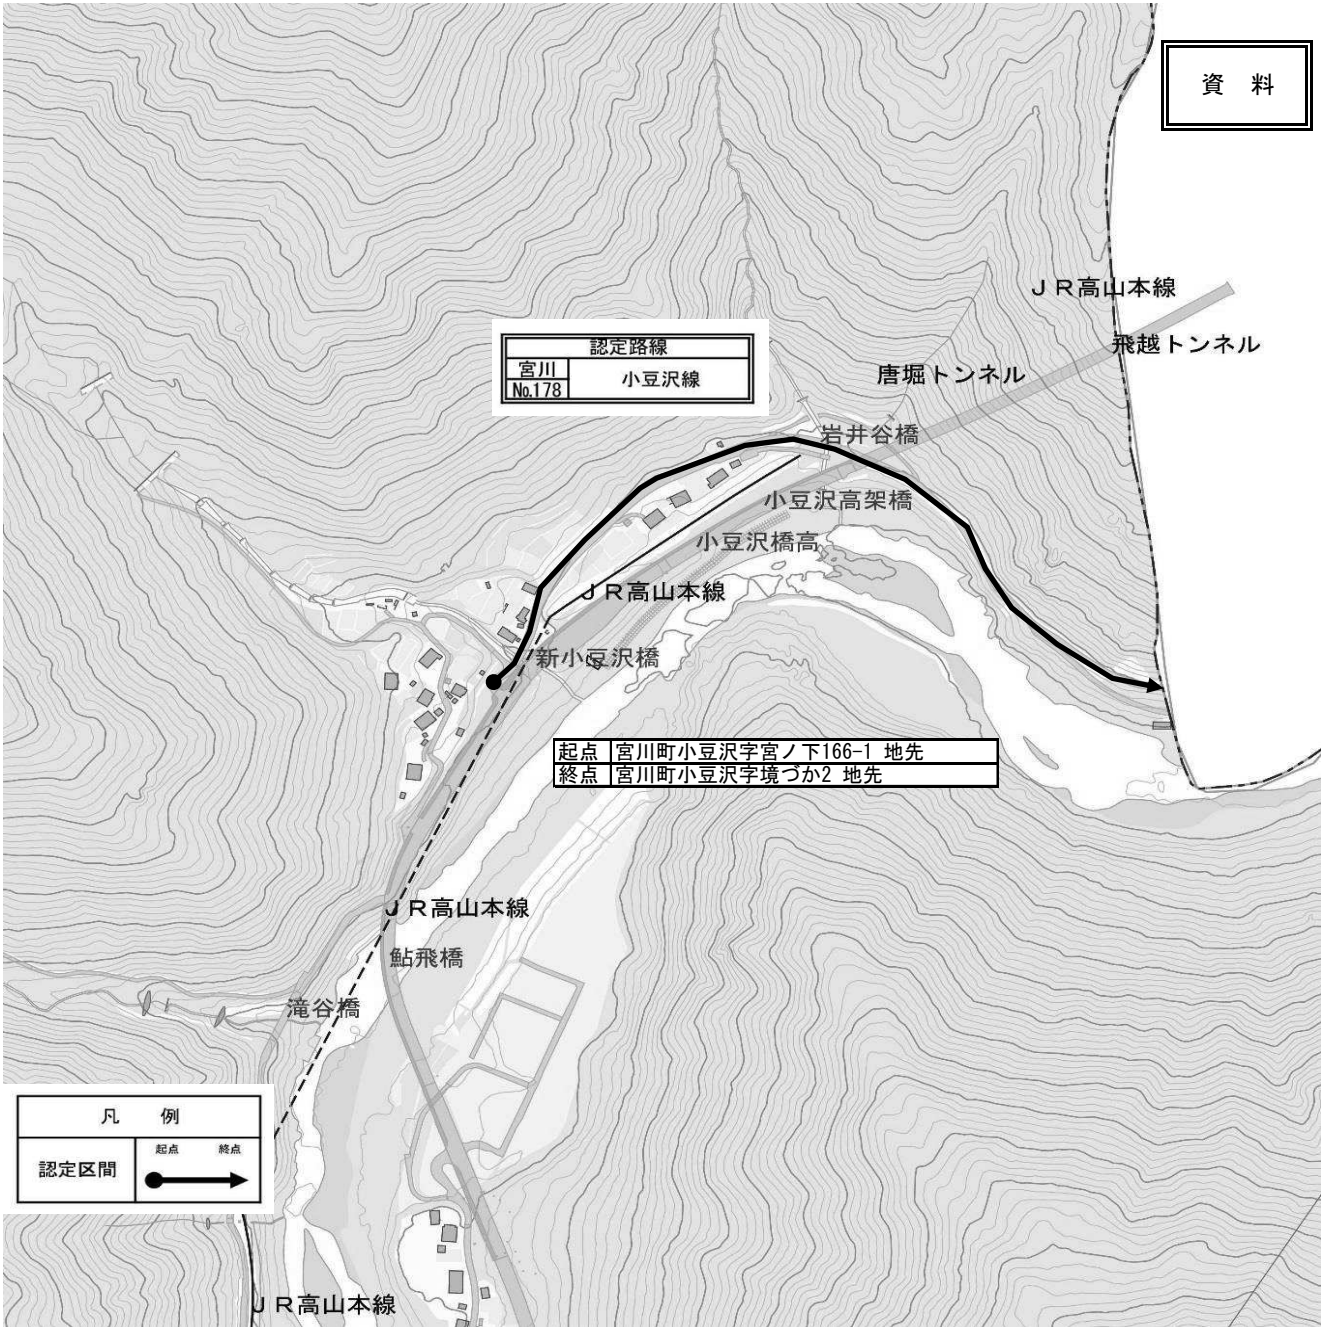 資 料
ＪＲ高山本線
飛越トンネル
唐堀トンネル
認定路線
宮川
No.178
小豆沢線
岩井谷橋
小豆沢高架橋
小豆沢橋高
ＪＲ高山本線
新小豆沢橋
起点 宮川町小豆沢字宮ノ下166-1 地先
終点 宮川町小豆沢字境づか2 地先
ＪＲ高山本線
鮎飛橋
滝谷橋
凡 例
認定区間
起点 終点
ＪＲ高山本線